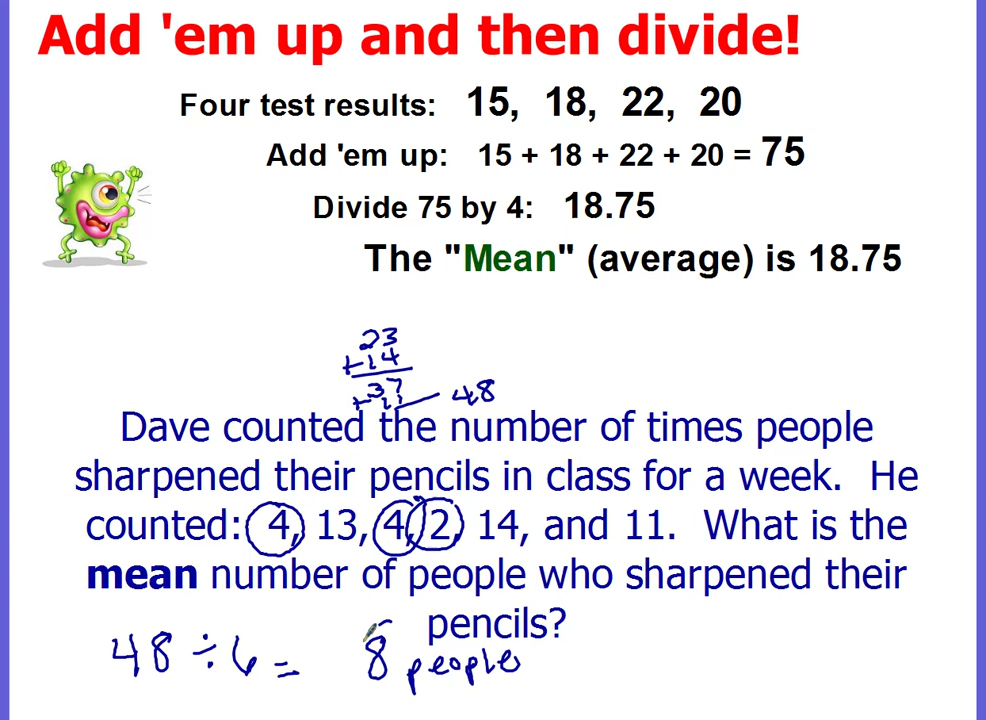 Add 'em up and then divide!
Four test results: 15, 18, 22, 20
Add 'em up: 15 + 18 + 22 + 20 = 75
Divide 75 by 4: 18.75
The "Mean" (average) is 18.75
23
+14
+37 48
11
Dave counted the number of times people
sharpened their pencils in class for a week. He
counted: 4, 13, 4, 2, 14, and 11. What is the
mean number of people who sharpened their
pencils?
48 ÷ 6 = 8 people